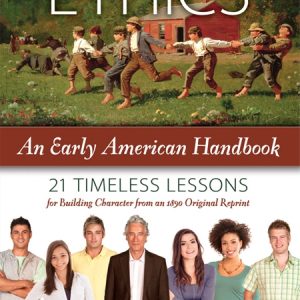 ETHICS
An Early American Handbook
21 TIMELESS LESSONS
for Building Character from an 1890 Original Reprint